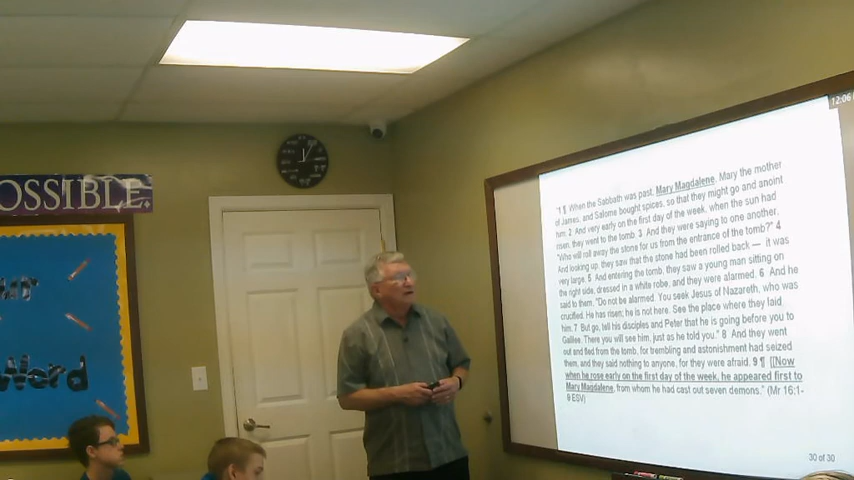 OSSIBLE
Word
12:06
"1 ¶ When the Sabbath was past, Mary Magdalene, Mary the mother
of James, and Salome bought spices, so that they might go and anoint
him. 2 And very early on the first day of the week, when the sun had
risen, they went to the tomb. 3 And they were saying to one another,
"Who will roll away the stone for us from the entrance of the tomb?" 4
And looking up, they saw that the stone had been rolled back — it was
very large. 5 And entering the tomb, they saw a young man sitting on
the right side, dressed in a white robe, and they were alarmed. 6 And he
said to them, "Do not be alarmed. You seek Jesus of Nazareth, who was
crucified. He has risen; he is not here. See the place where they laid
him. 7 But go, tell his disciples and Peter that he is going before you to
Galilee. There you will see him, just as he told you." 8 And they went
out and fled from the tomb, for trembling and astonishment had seized
them, and they said nothing to anyone, for they were afraid. 9 ¶ [[Now
when he rose early on the first day of the week, he appeared first to
Mary Magdalene, from whom he had cast out seven demons." (Mr 16:1-
9 ESV)
30 of 30